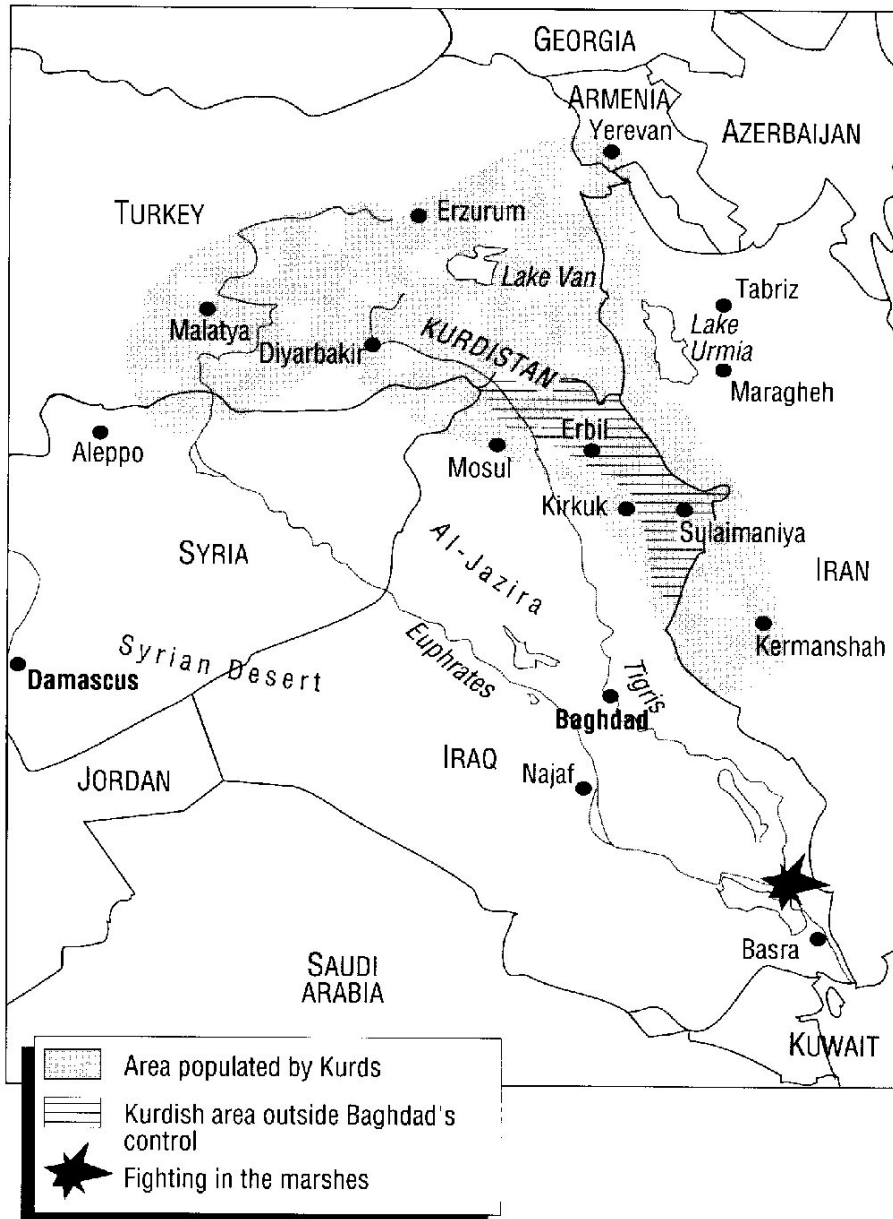 GEORGIA
ARMENIA
Yerevan
AZERBAIJAN
TURKEY
Erzurum
Lake Van
Tabriz
Malatya
Lake
Urmia
Diyarbakir
KURDISTAN
Maragheh
Aleppo
Erbil
Mosul
Kirkuk
Sulaimaniya
SYRIA
Al-Jazira
IRAN
Euphrates
Kermanshah
Syrian Desert
Damascus
Tigris
Baghdad
IRAQ
JORDAN
Najaf
Basra
SAUDI
ARABIA
KUWAIT
Area populated by Kurds
Kurdish area outside Baghdad's
control
Fighting in the marshes